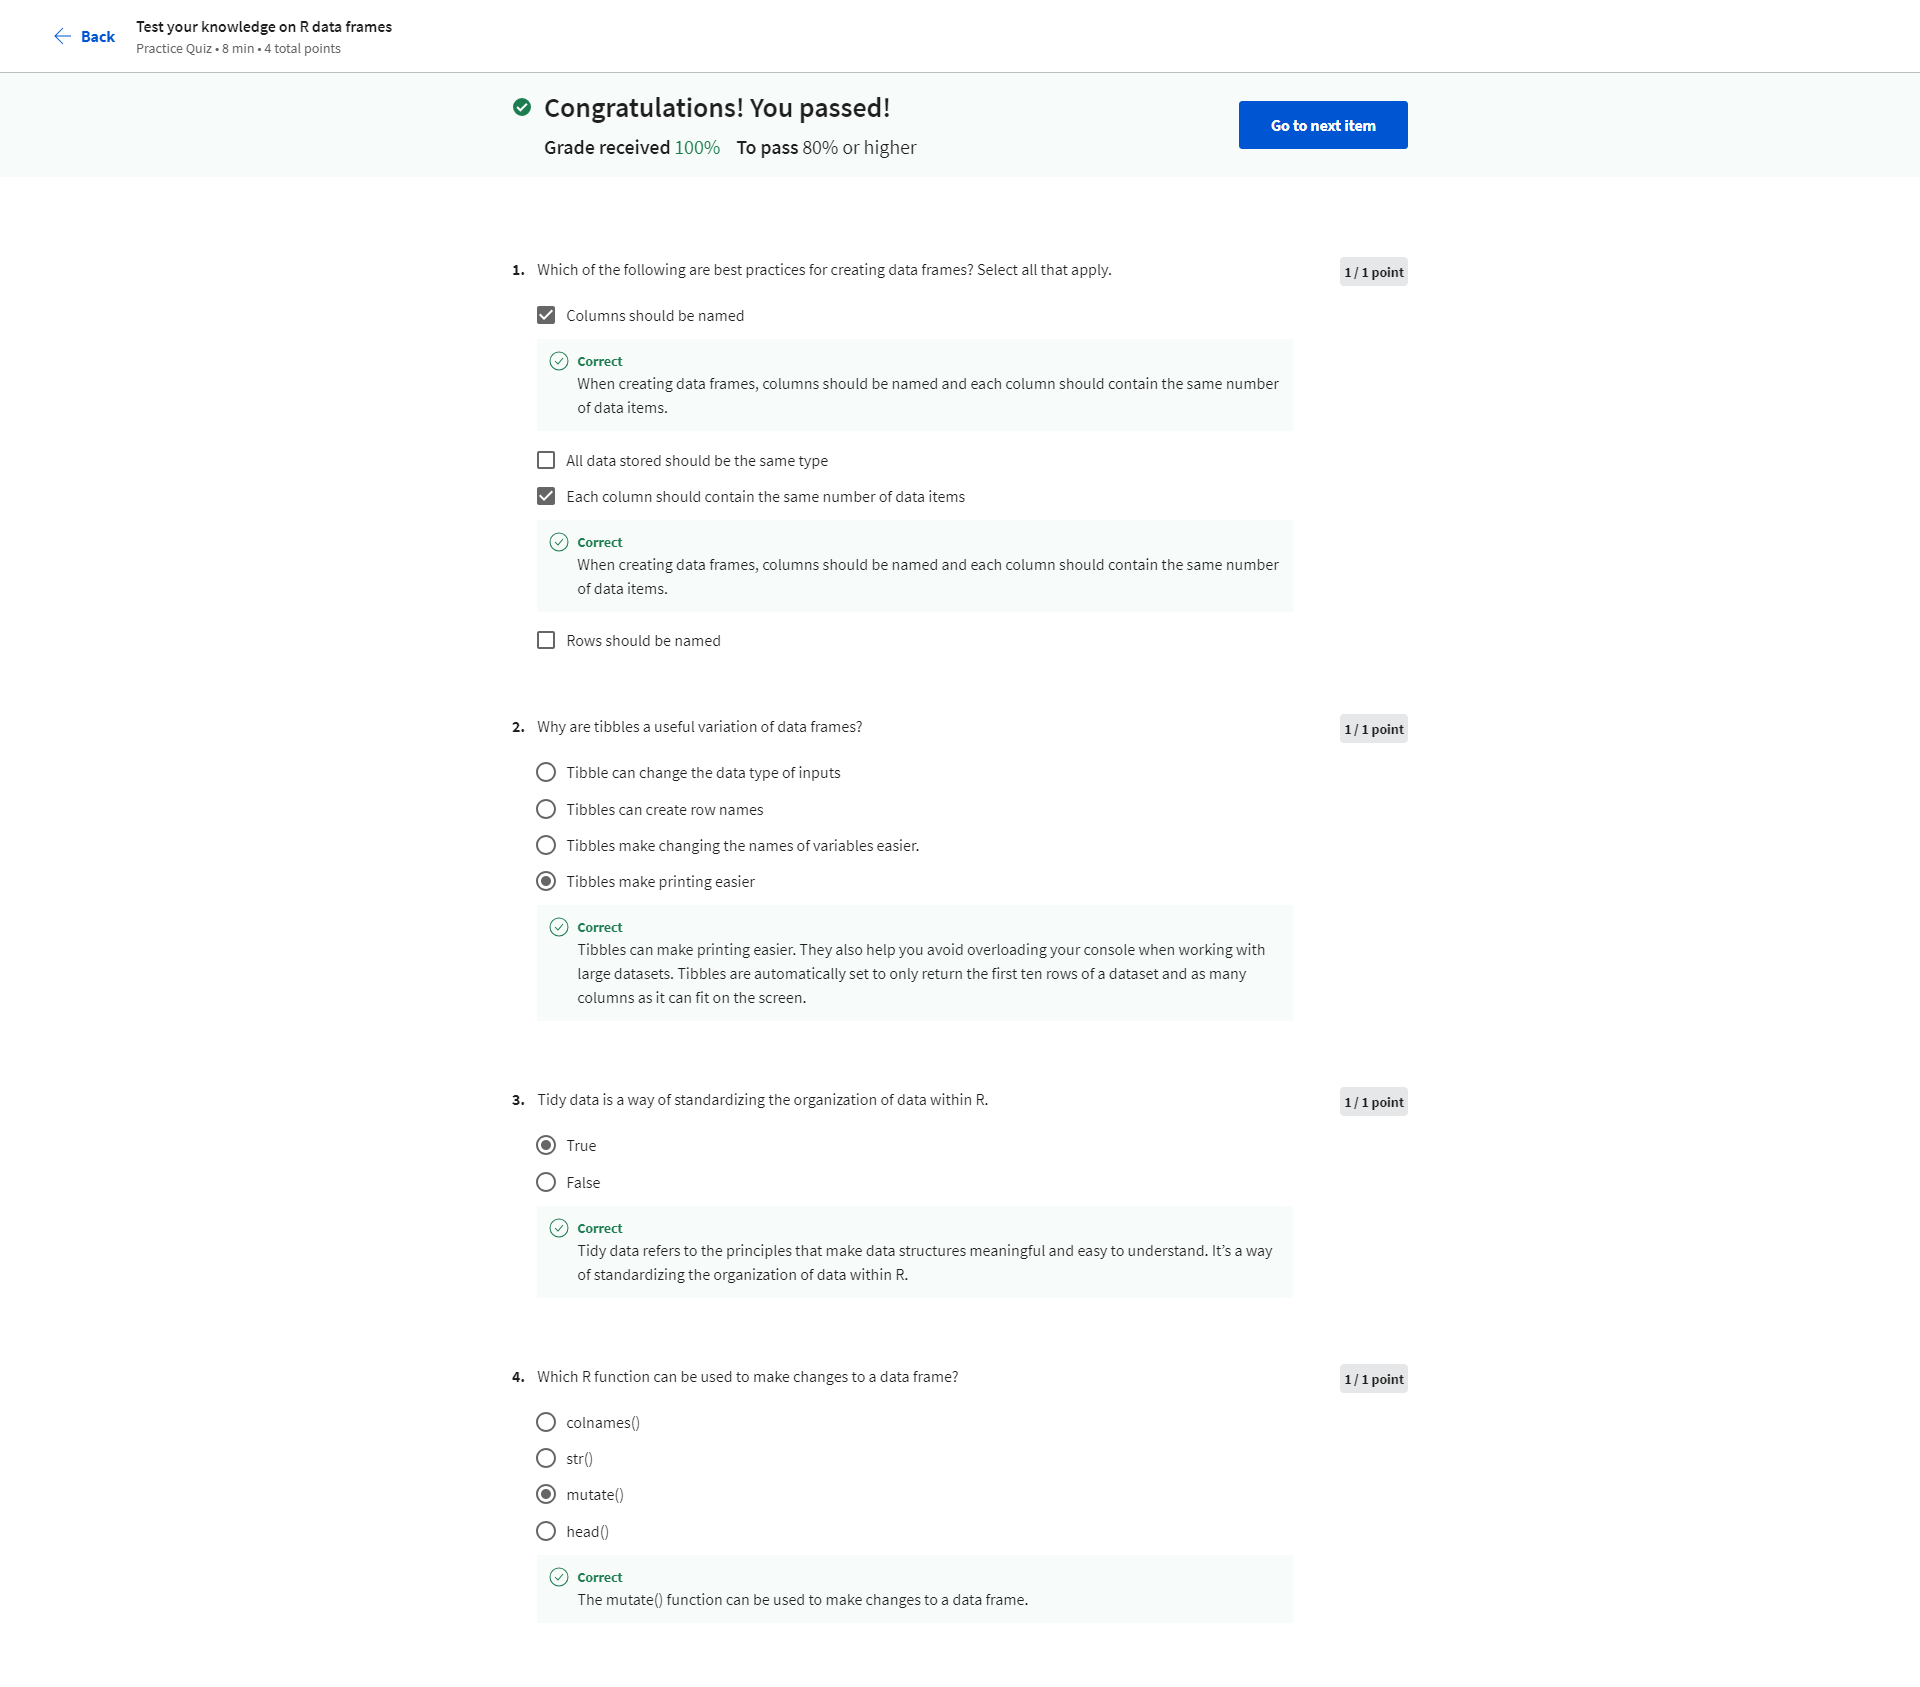 Back
Test your knowledge on R data frames
Practice Quiz • 8 min • 4 total points
Congratulations! You passed!
Grade received 100% To pass 80% or higher
Go to next item
1. Which of the following are best practices for creating data frames? Select all that apply.
1 / 1 point
Columns should be named
Correct
When creating data frames, columns should be named and each column should contain the same number
of data items.
All data stored should be the same type
Each column should contain the same number of data items
Correct
When creating data frames, columns should be named and each column should contain the same number
of data items.
Rows should be named
2. Why are tibbles a useful variation of data frames?
1 / 1 point
Tibble can change the data type of inputs
Tibbles can create row names
Tibbles make changing the names of variables easier.
Tibbles make printing easier
Correct
Tibbles can make printing easier. They also help you avoid overloading your console when working with
large datasets. Tibbles are automatically set to only return the first ten rows of a dataset and as many
columns as it can fit on the screen.
3. Tidy data is a way of standardizing the organization of data within R.
1 / 1 point
True
False
Correct
Tidy data refers to the principles that make data structures meaningful and easy to understand. It’s a way
of standardizing the organization of data within R.
4. Which R function can be used to make changes to a data frame?
1 / 1 point
colnames()
str()
mutate()
head()
Correct
The mutate() function can be used to make changes to a data frame.